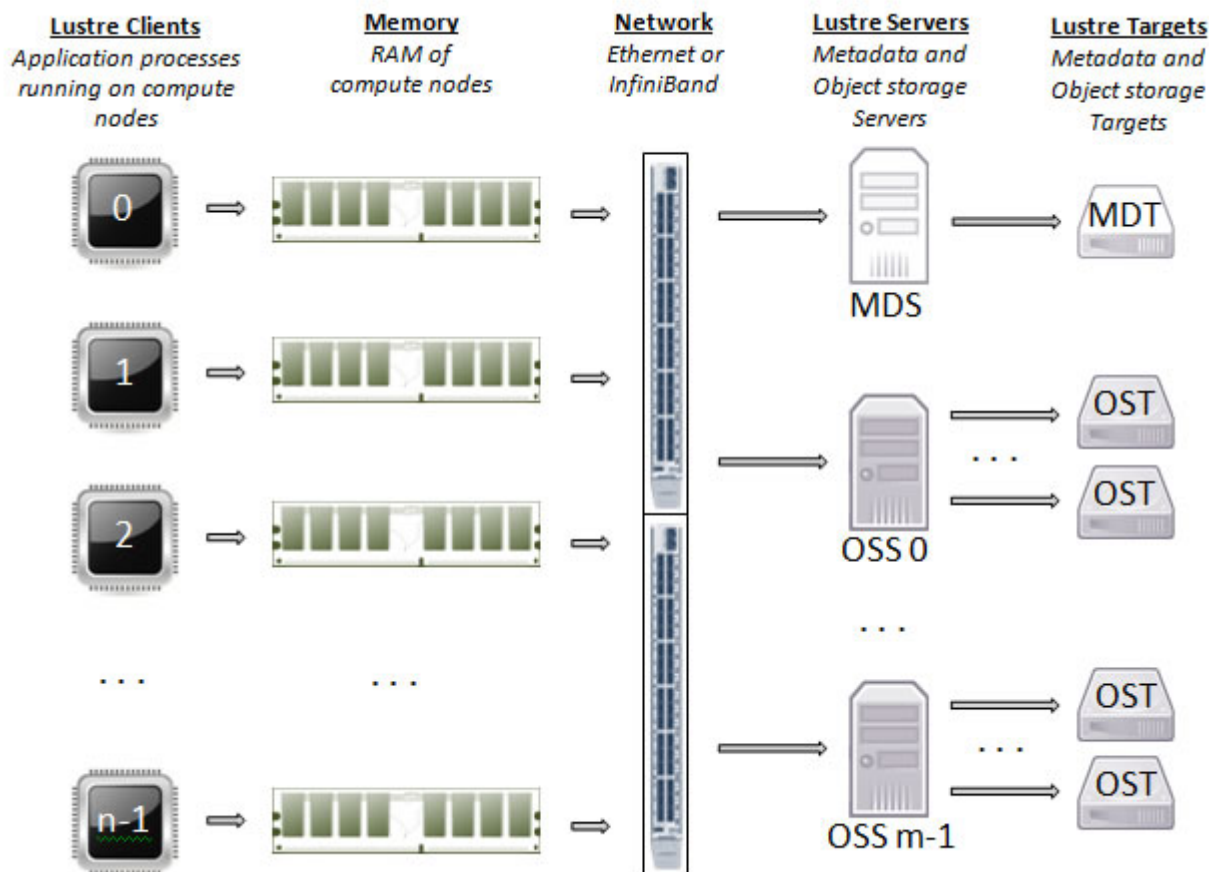 Lustre Clients
Application processes
running on compute
nodes
Memory
RAM of
compute nodes
Network
Ethernet or
InfiniBand
Lustre Servers
Metadata and
Object storage
Servers
Lustre Targets
Metadata and
Object storage
Targets
0
MDS
MDT
1
OST
. . .
OST
OSS 0
2
. . .
. . .
. . .
OST
. . .
OST
OSS m-1
n-1